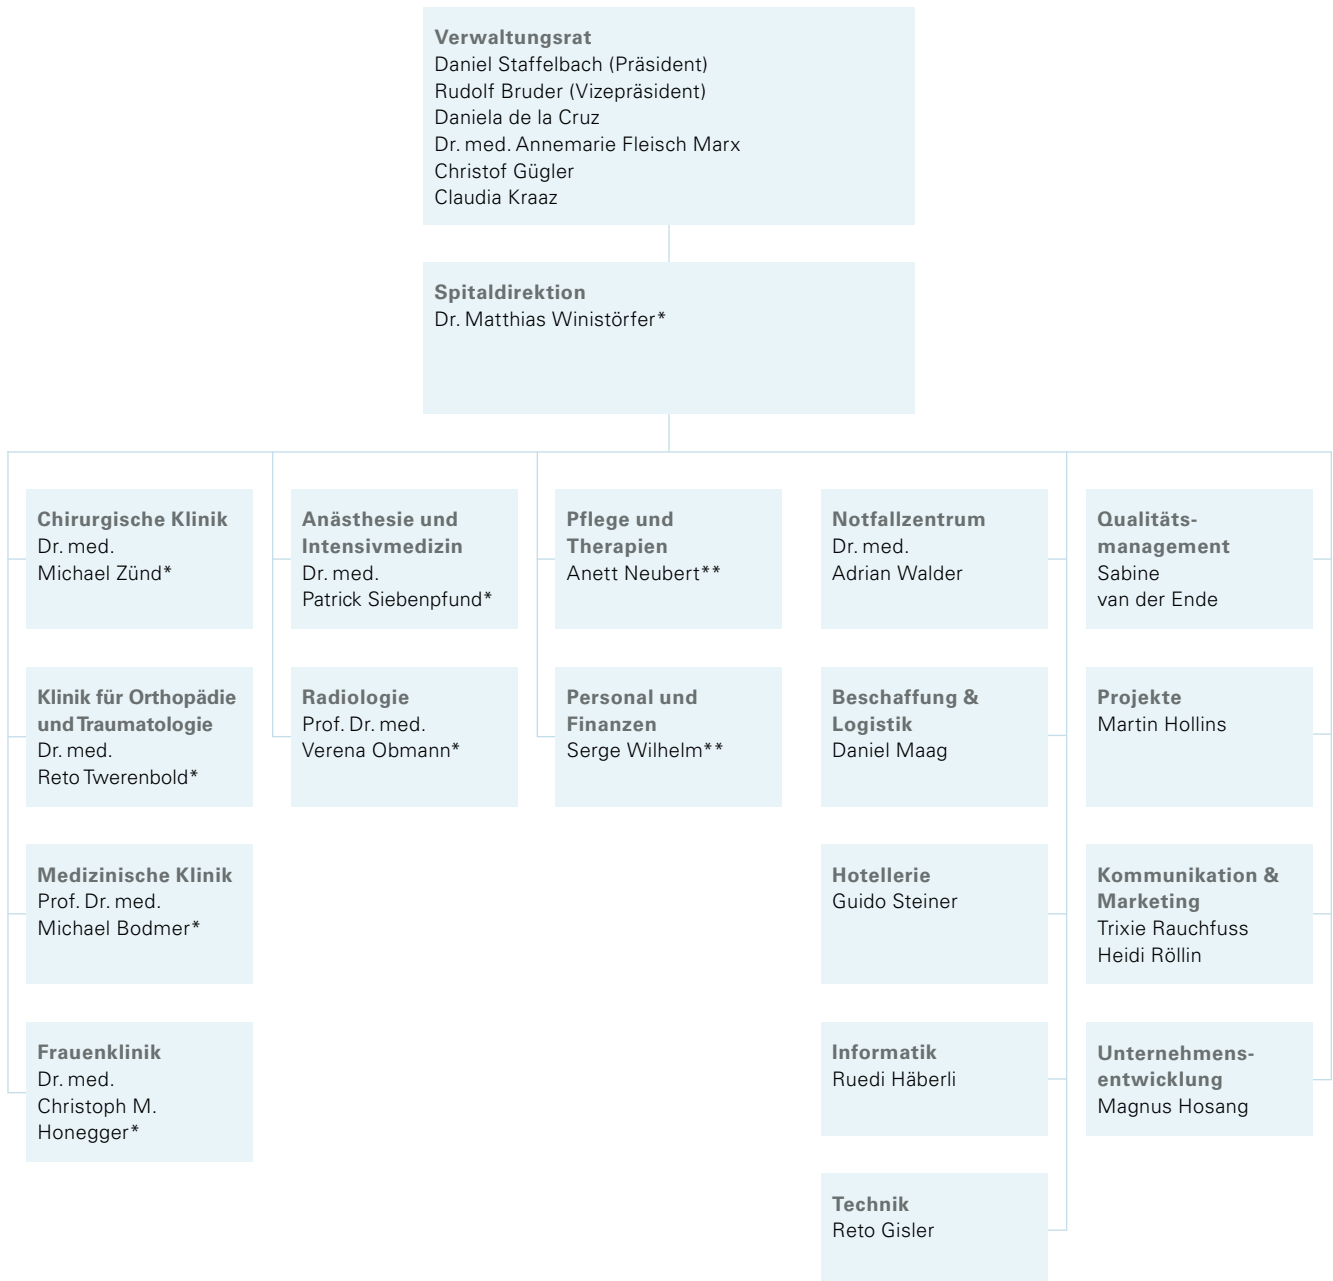 Verwaltungsrat
Daniel Staffelbach (Präsident)
Rudolf Bruder (Vizepräsident)
Daniela de la Cruz
Dr. med. Annemarie Fleisch Marx
Christof Gügler
Claudia Kraaz
Spitaldirektion
Dr. Matthias Winistörfer*
Chirurgische Klinik
Dr. med.
Michael Zünd*
Anästhesie und
Intensivmedizin
Dr. med.
Patrick Siebenpfund*
Pflege und
Therapien
Anett Neubert**
Notfallzentrum
Dr. med.
Adrian Walder
Qualitäts-
management
Sabine
van der Ende
Klinik für Orthopädie
und Traumatologie
Dr. med.
Reto Twerenbold*
Radiologie
Prof. Dr. med.
Verena Obmann*
Personal und
Finanzen
Serge Wilhelm**
Beschaffung &
Logistik
Daniel Maag
Projekte
Martin Hollins
Medizinische Klinik
Prof. Dr. med.
Michael Bodmer*
Hotellerie
Guido Steiner
Kommunikation &
Marketing
Trixie Rauchfuss
Heidi Röllin
Frauenklinik
Dr. med.
Christoph M.
Honegger*
Informatik
Ruedi Häberli
Unternehmens-
entwicklung
Magnus Hosang
Technik
Reto Gisler